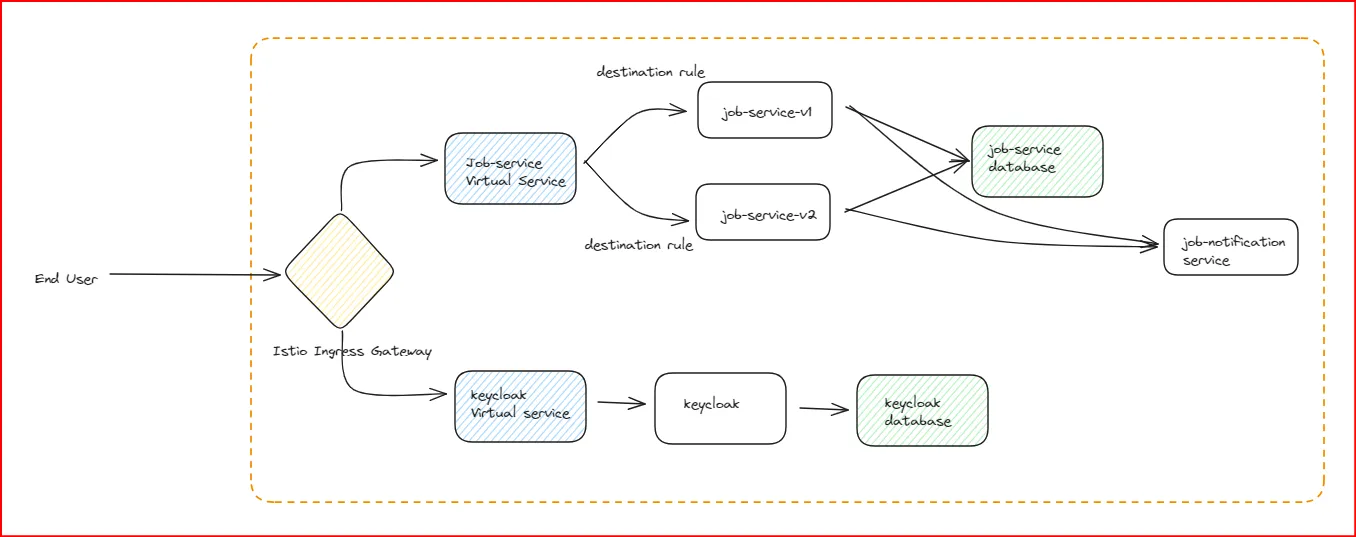 destination rule
job-service-v1
Job-service
Virtual Service
job-service
database
job-service-v2
destination rule
job-notification
service
End User
Istio Ingress Gateway
keycloak
Virtual service
keycloak
keycloak
database